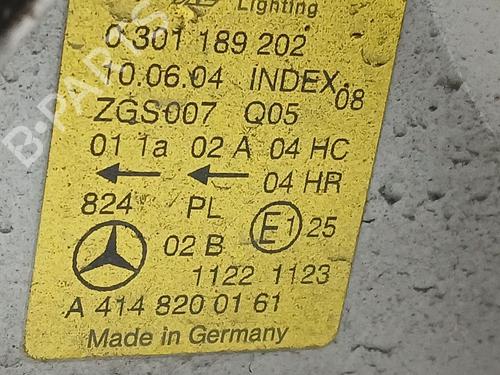 Lighting
0 301 189 202
10.06.04 INDEX 08
ZGS007 Q05
01 1a 02 A 04 HC
04 HR
824 PL
02 B E1 25
1122 1123
A 414 820 01 61
Made in Germany
B-PARTS